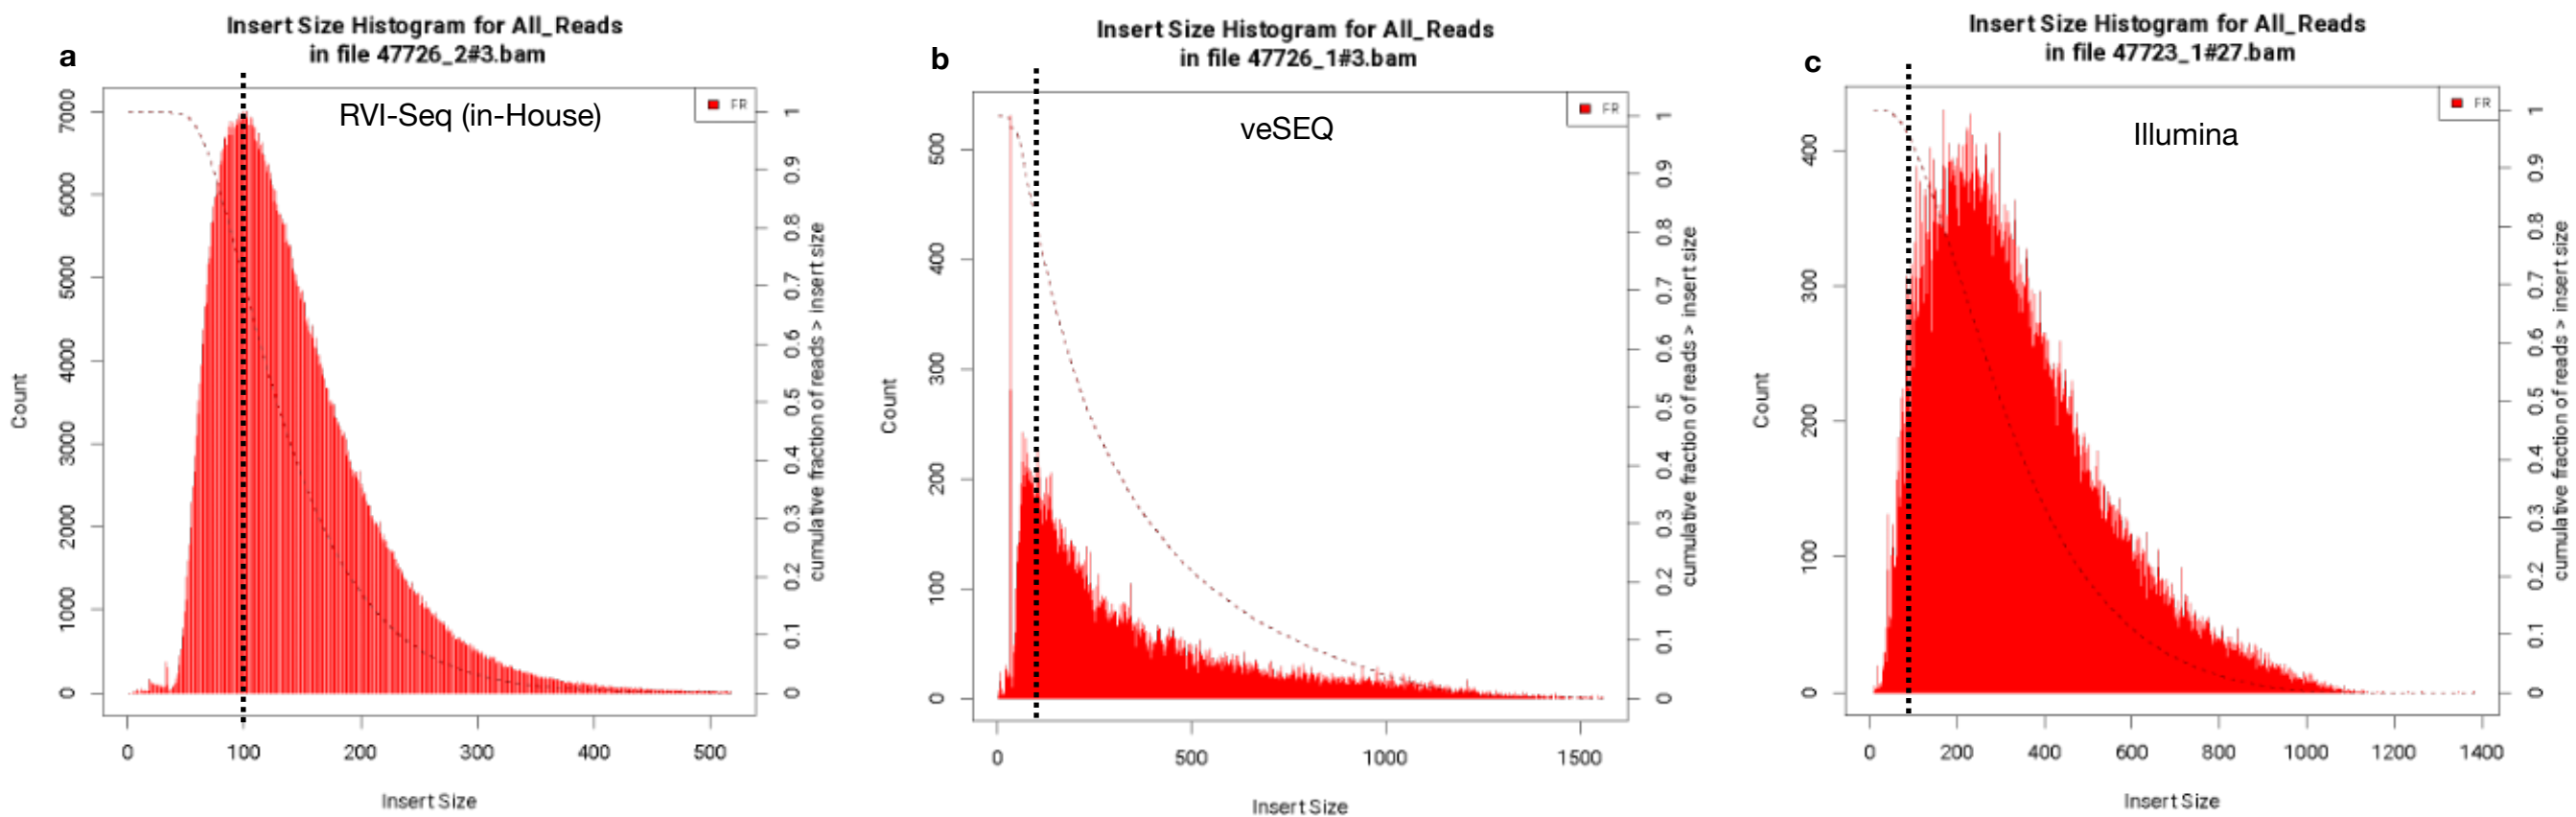 a
Insert Size Histogram for All_Reads
in file 47726_2#3.bam
RVI-Seq (in-House)
FR
Count
0
1000
2000
3000
4000
5000
6000
7000
0
0.1
0.2
0.3
0.4
0.5
0.6
0.7
0.8
0.9
1
cumulative fraction of reads > insert size
0 100 200 300 400 500
Insert Size
b
Insert Size Histogram for All_Reads
in file 47726_1#3.bam
veSEQ
FR
Count
0
100
200
300
400
500
0
0.1
0.2
0.3
0.4
0.5
0.6
0.7
0.8
0.9
1
cumulative fraction of reads > insert size
0 500 1000 1500
Insert Size
c
Insert Size Histogram for All_Reads
in file 47723_1#27.bam
Illumina
FR
Count
0
100
200
300
400
0
0.1
0.2
0.3
0.4
0.5
0.6
0.7
0.8
0.9
1
cumulative fraction of reads > insert size
0 200 400 600 800 1000 1200 1400
Insert Size